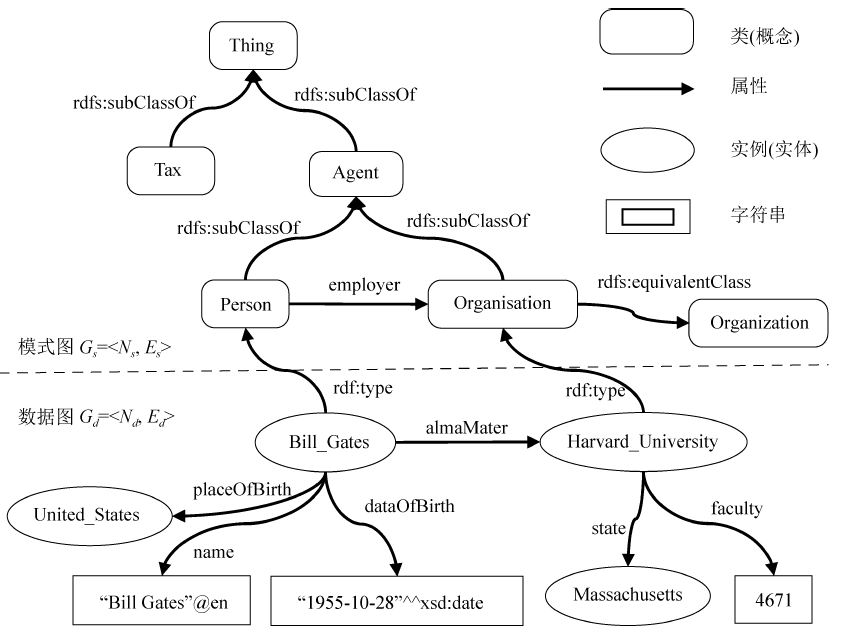 Thing
类(概念)
属性
rdfs:subClassOf
rdfs:subClassOf
Tax
Agent
实例(实体)
字符串
rdfs:subClassOf
rdfs:subClassOf
employer
rdfs:equivalentClass
Person
Organisation
Organization
模式图 Gs=<Ns, Es>
rdf:type
rdf:type
数据图 Gd=<Nd, Ed>
Bill_Gates
almaMater
Harvard_University
placeOfBirth
dataOfBirth
United_States
name
state
faculty
“Bill Gates”@en
“1955-10-28”^^xsd:date
Massachusetts
4671